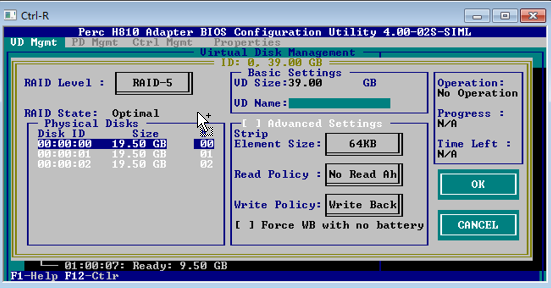 Ctrl-R
Perc H810 Adapter BIOS Configuration Utility 4.00-02S-SIML
VD Mgmt PD Mgmt Ctrl Mgmt Properties
Virtual Disk Management
ID: 0, 39.00 GB
RAID Level : RAID-5
RAID State: Optimal +
Physical Disks
Disk ID Size
00:00:00 19.50 GB 00
00:00:01 19.50 GB 01
00:00:02 19.50 GB 02
Basic Settings
VD Size:39.00 GB
VD Name:
[ ] Advanced Settings
Strip
Element Size: 64KB
Read Policy : No Read Ah
Write Policy: Write Back
[ ] Force WB with no battery
Operation:
No Operation
Progress :
N/A
Time Left :
N/A
OK
CANCEL
01:00:07: Ready: 9.50 GB
F1-Help F12-Ctlr